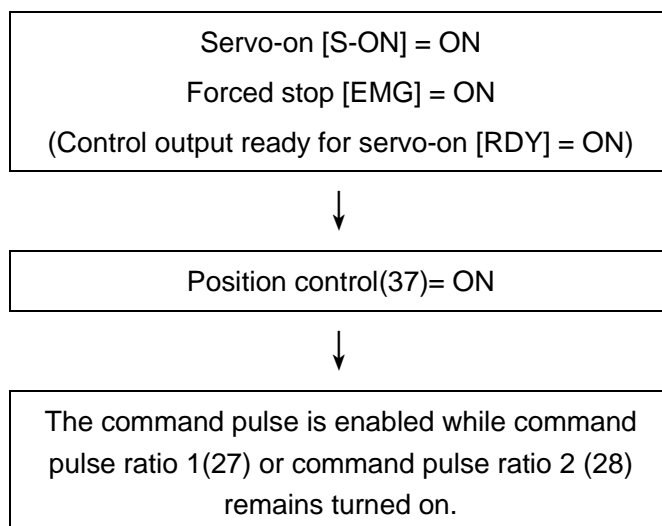 Servo-on [S-ON] = ON
Forced stop [EMG] = ON
(Control output ready for servo-on [RDY] = ON)
Position control(37)= ON
The command pulse is enabled while command
pulse ratio 1(27) or command pulse ratio 2 (28)
remains turned on.